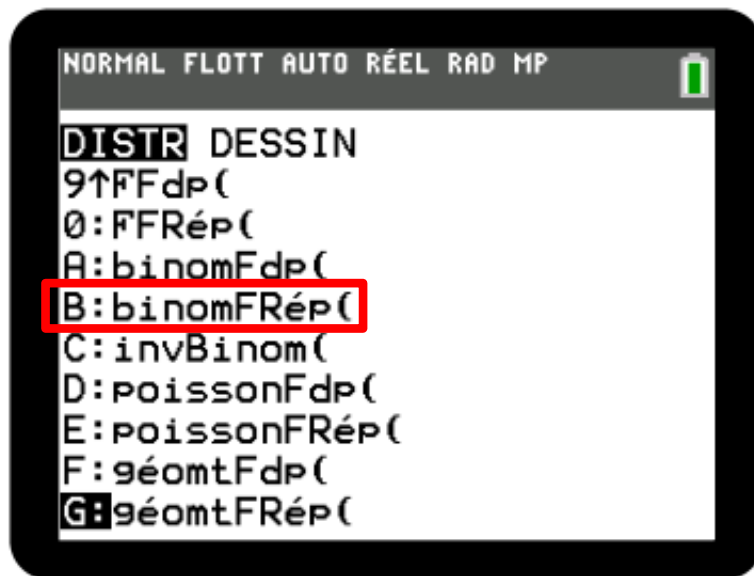 NORMAL FLOTT AUTO RÉEL RAD MP
DISTR DESSIN
9↑FFdp(
0:FFRép(
A:binomFdp(
B:binomFRép(
C:invBinom(
D:poissonFdp(
E:poissonFRép(
F:géomtFdp(
G:géomtFRép(